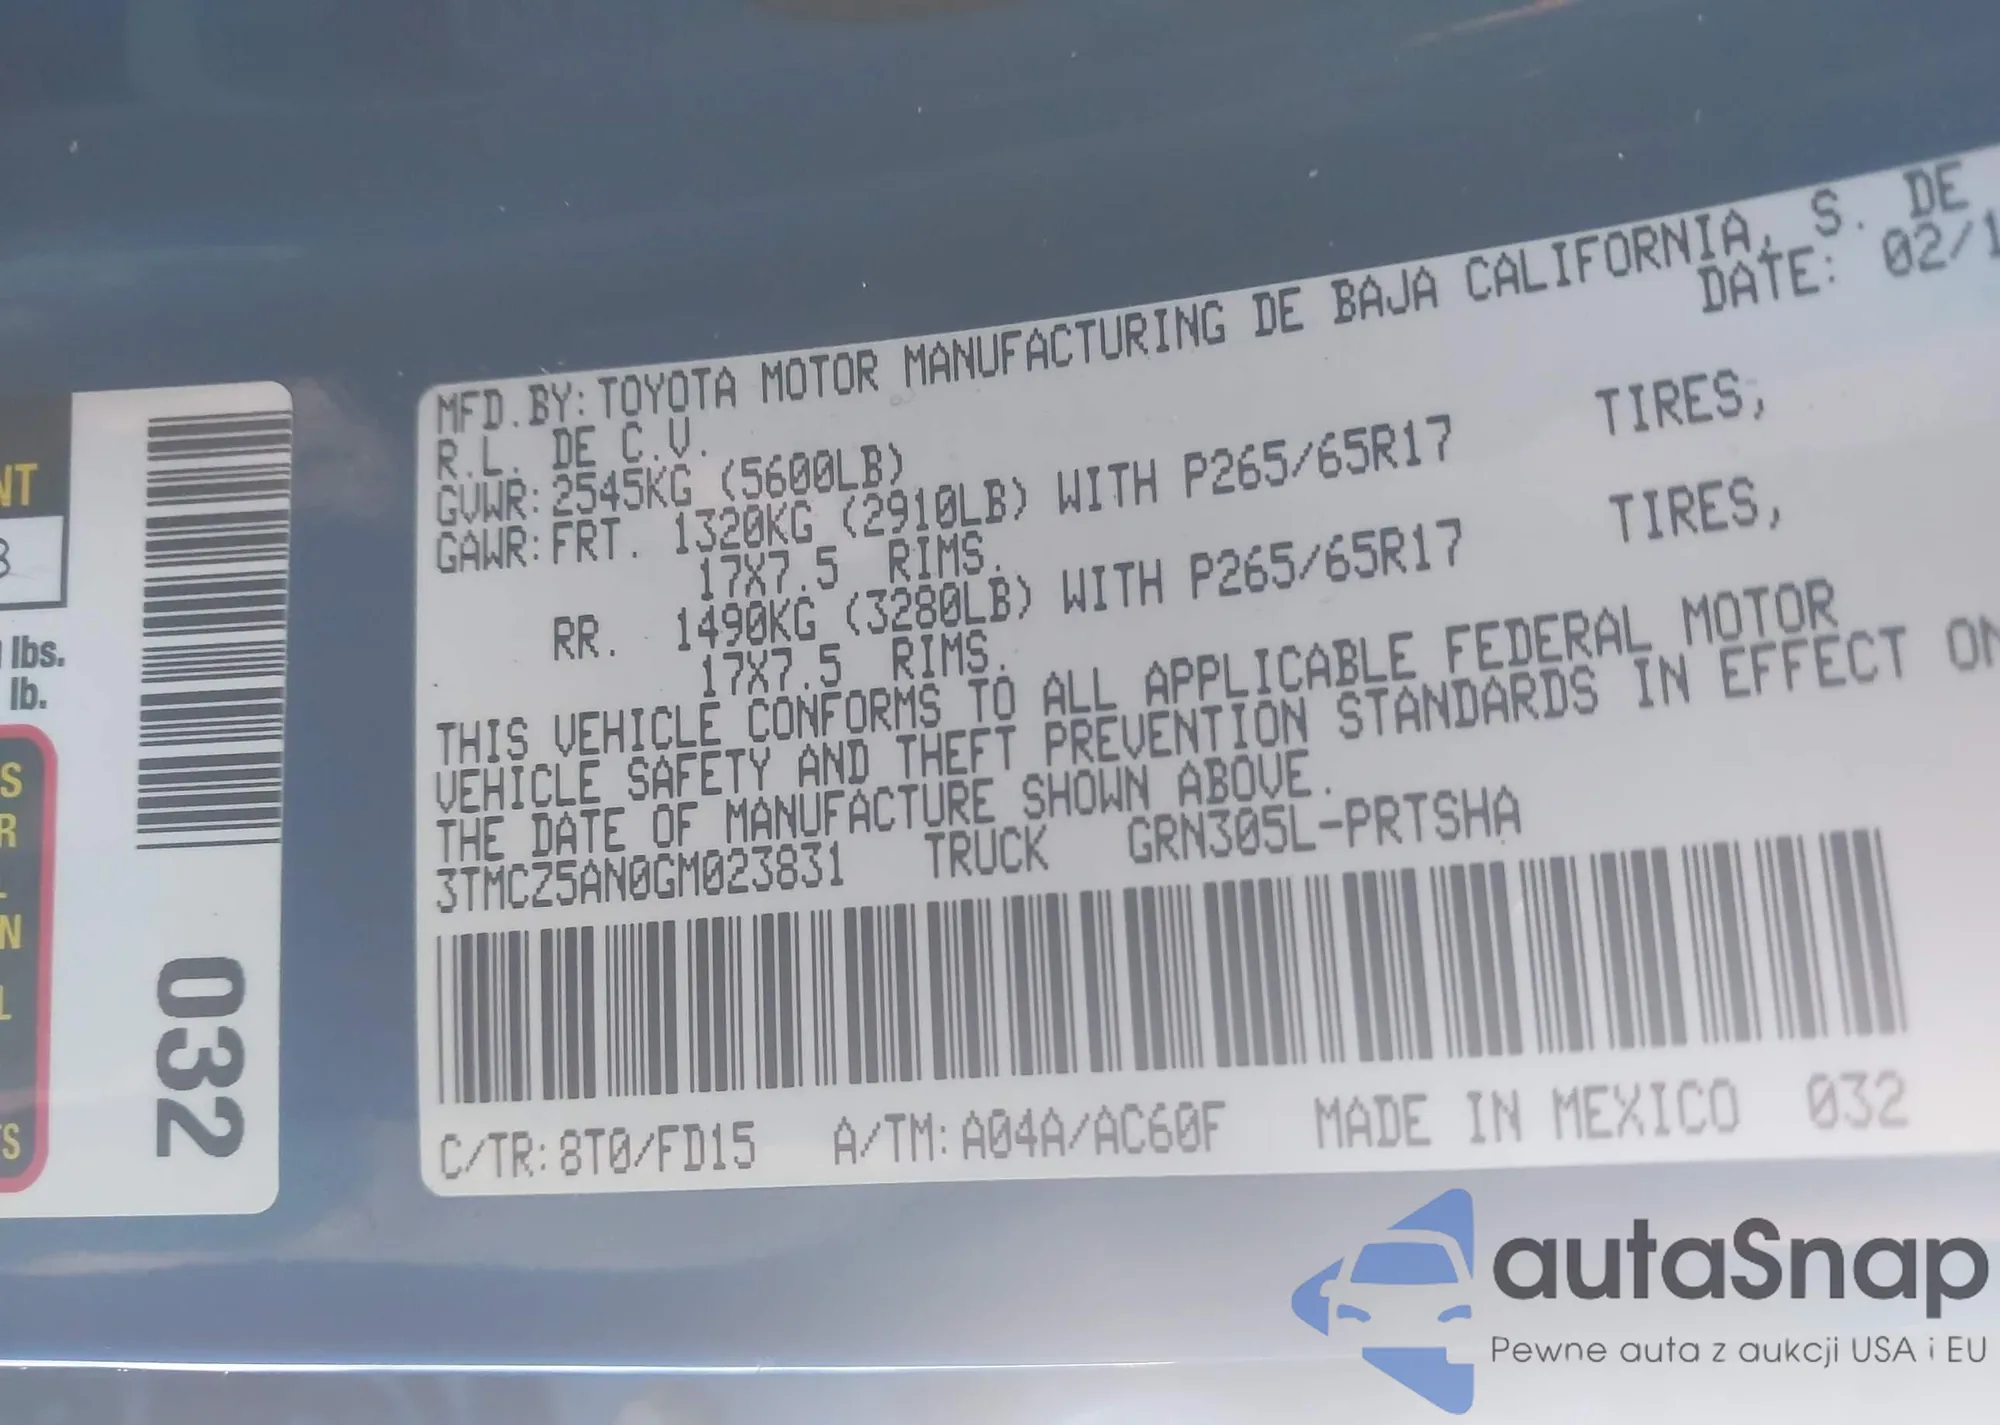 NT
lbs.
lb.
S
R
N
L
S
032
MFD.BY:TOYOTA MOTOR MANUFACTURING DE BAJA CALIFORNIA, S. DE
R.L. DE C.V. DATE: 02/1
GVWR:2545KG (5600LB)
GAWR:FRT. 1320KG (2910LB) WITH P265/65R17 TIRES,
17X7.5 RIMS.
RR. 1490KG (3280LB) WITH P265/65R17 TIRES,
17X7.5 RIMS.
THIS VEHICLE CONFORMS TO ALL APPLICABLE FEDERAL MOTOR
VEHICLE SAFETY AND THEFT PREVENTION STANDARDS IN EFFECT ON
THE DATE OF MANUFACTURE SHOWN ABOVE.
3TMCZ5AN0GM023831 TRUCK GRN305L-PRTSHA
C/TR:8T0/FD15 A/TM:A04A/AC60F MADE IN MEXICO 032
autaSnap
Pewne auta z aukcji USA i EU